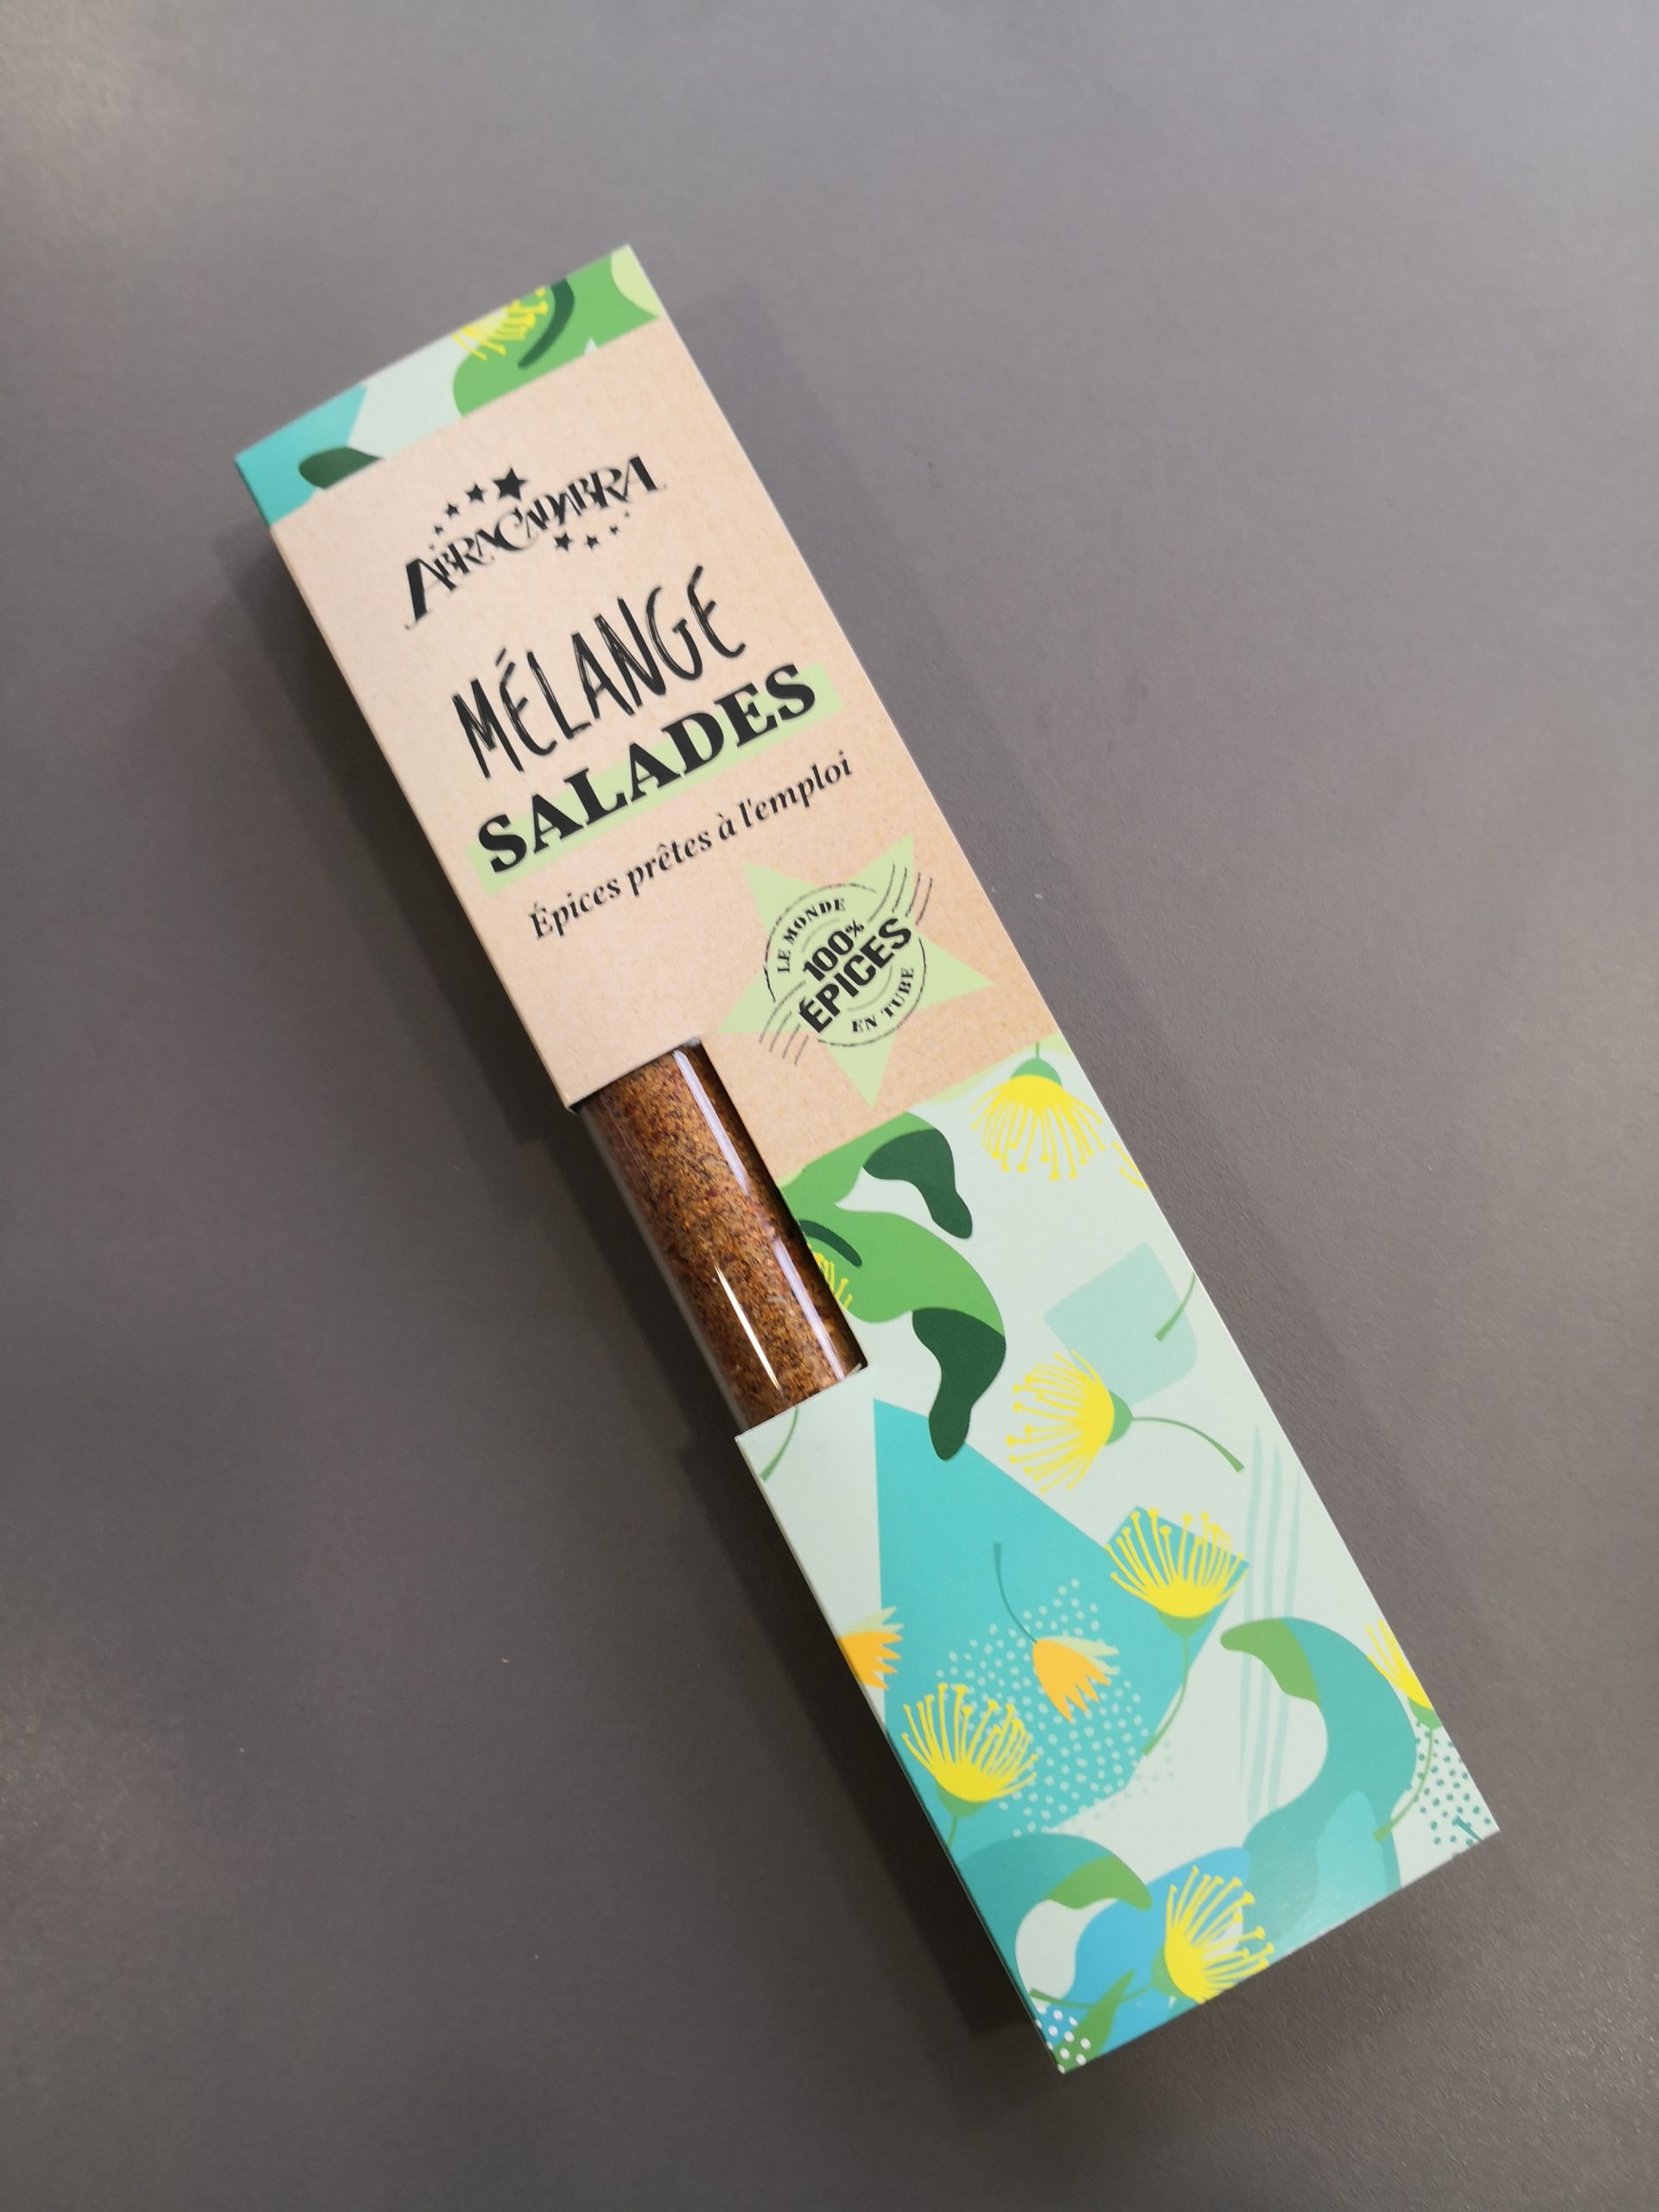 ABRACADABRA
MÉLANGE
SALADES
Épices prêtes à l'emploi
LE MONDE
100%
ÉPICES
EN TUBE